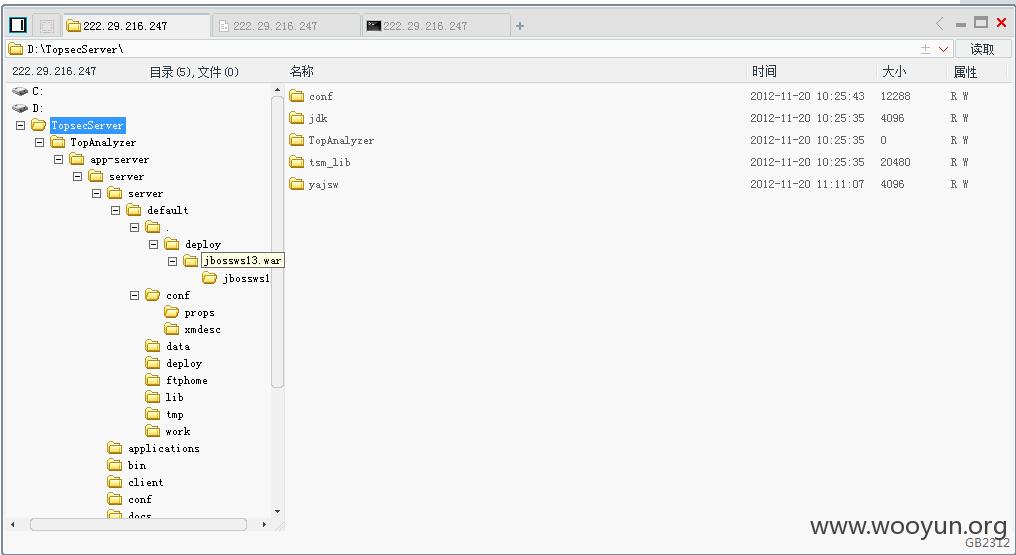 222.29.216.247 222.29.216.247 222.29.216.247
D:\TopsecServer\ 读取
222.29.216.247 目录(5),文件(0) 名称 时间 大小 属性
C:
D:
TopsecServer
TopAnalyzer
app-server
server
server
default
.
deploy
jbossws13.war
jbossws1
conf
props
xmdesc
data
deploy
ftphome
lib
tmp
work
applications
bin
client
conf
docs
conf 2012-11-20 10:25:43 12288 R W
jdk 2012-11-20 10:25:35 4096 R W
TopAnalyzer 2012-11-20 10:25:35 0 R W
tsm_lib 2012-11-20 10:25:35 20480 R W
yajsw 2012-11-20 11:11:07 4096 R W
www.wooyun.org
GB2312